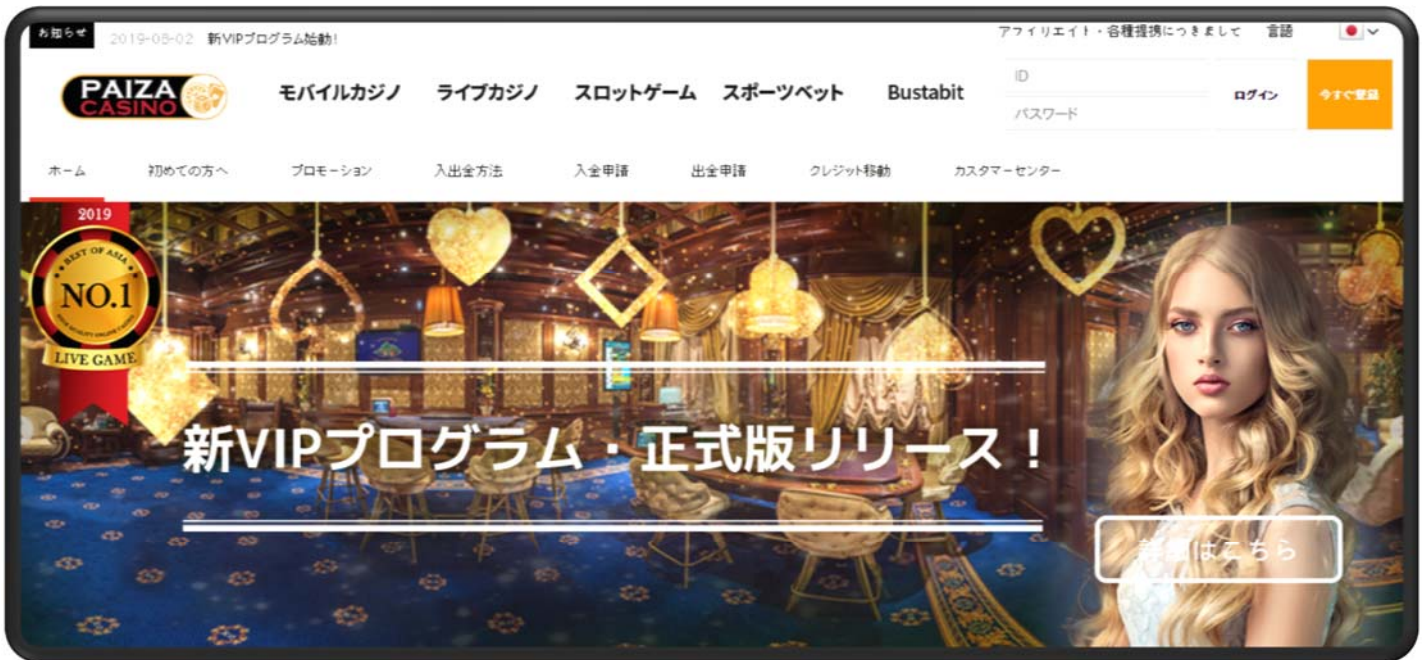 お知らせ 2019-08-02 新VIPプログラム始動!
アフィリエイト・各種提携につきまして 言語
PAIZA
CASINO
モバイルカジノ ライブカジノ スロットゲーム スポーツベット Bustabit
ID
パスワード
ログイン
今すぐ登録
ホーム 初めての方へ プロモーション 入出金方法 入金申請 出金申請 クレジット移動 カスタマーセンター
2019
BEST OF ASIA
NO.1
LIVE GAME
新VIPプログラム・正式版リリース!
詳細はこちら